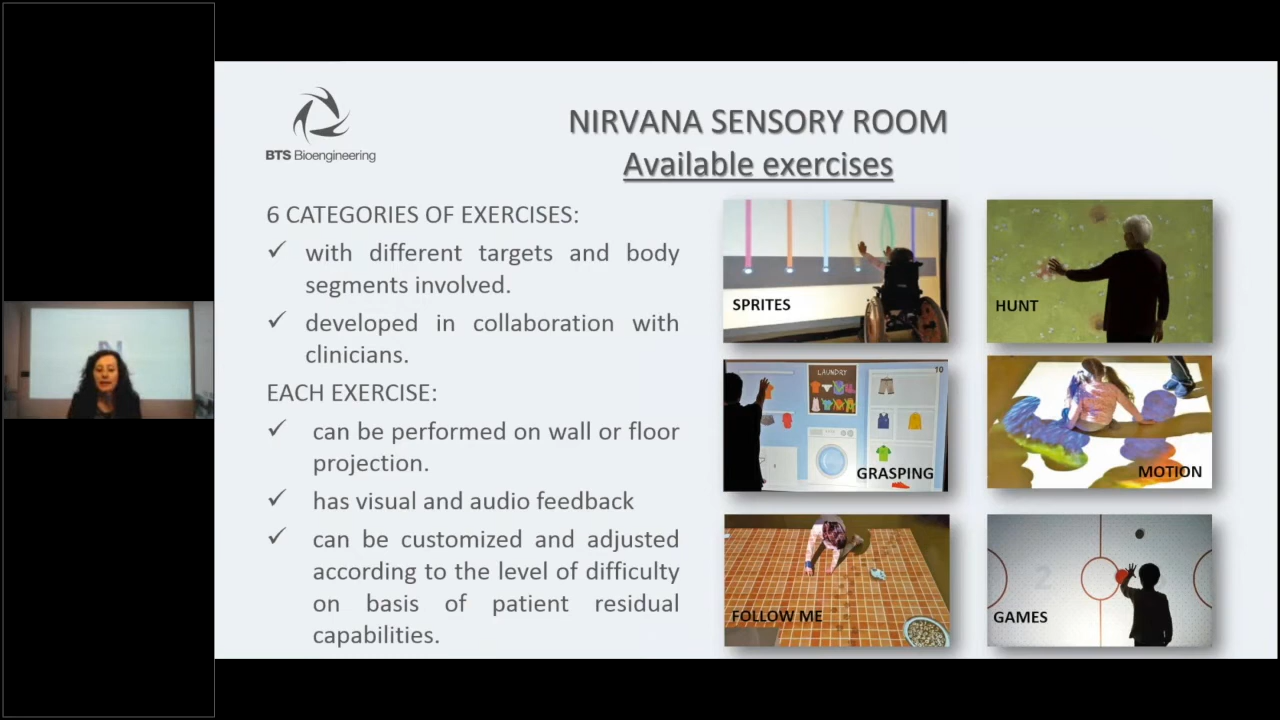 BTS Bioengineering
NIRVANA SENSORY ROOM
Available exercises
6 CATEGORIES OF EXERCISES:
✓ with different targets and body
segments involved.
✓ developed in collaboration with
clinicians.
EACH EXERCISE:
✓ can be performed on wall or floor
projection.
✓ has visual and audio feedback
✓ can be customized and adjusted
according to the level of difficulty
on basis of patient residual
capabilities.
SPRITES
HUNT
LAUNDRY
10
GRASPING
MOTION
FOLLOW ME
2
GAMES
N